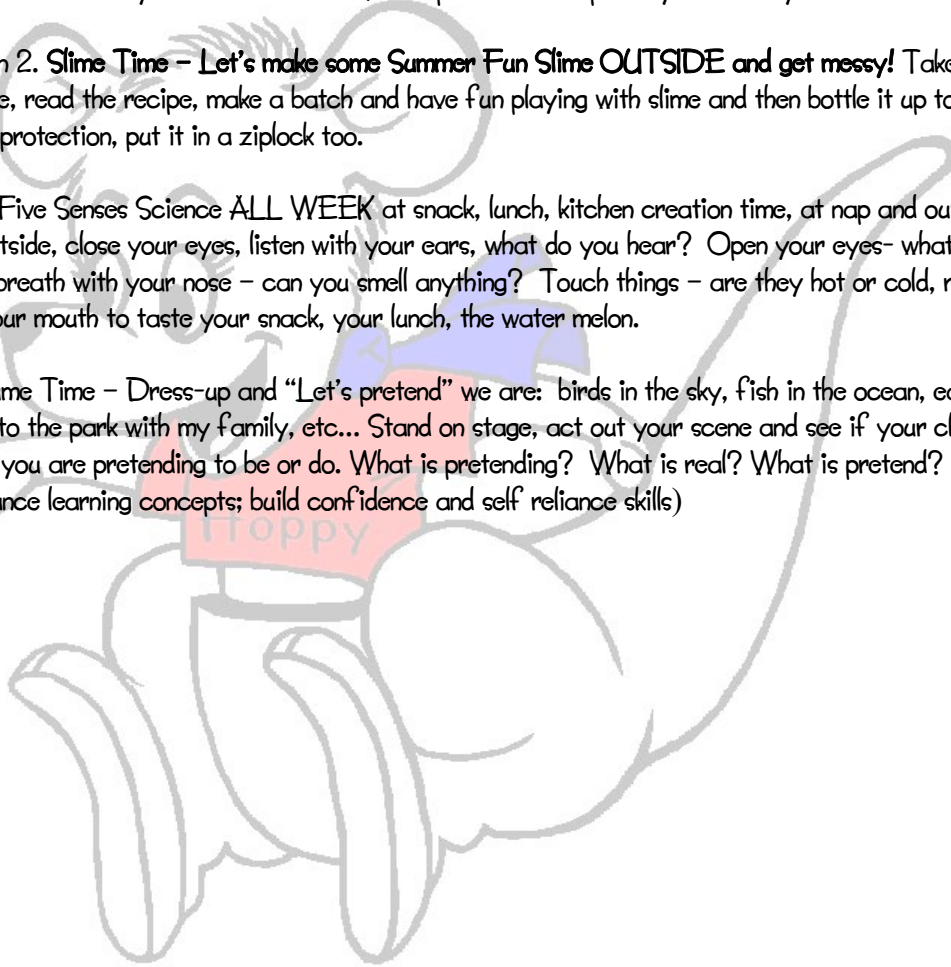 n 2. Slime Time – Let's make some Summer Fun Slime OUTSIDE and get messy! Take
e, read the recipe, make a batch and have fun playing with slime and then bottle it up to
protection, put it in a ziplock too.
Five Senses Science ALL WEEK at snack, lunch, kitchen creation time, at nap and ou
tside, close your eyes, listen with your ears, what do you hear? Open your eyes- what
breath with your nose – can you smell anything? Touch things – are they hot or cold, r
our mouth to taste your snack, your lunch, the water melon.
me Time – Dress-up and "Let's pretend" we are: birds in the sky, fish in the ocean, ea
to the park with my family, etc... Stand on stage, act out your scene and see if your cl
you are pretending to be or do. What is pretending? What is real? What is pretend?
nce learning concepts; build confidence and self reliance skills)
Hoppy